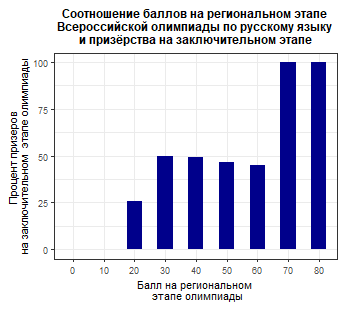 Соотношение баллов на региональном этапе
Всероссийской олимпиады по русскому языку
и призёрства на заключительном этапе
Процент призеров
на заключительном этапе олимпиады
100
75
50
25
0
0 10 20 30 40 50 60 70 80
Балл на региональном
этапе олимпиады